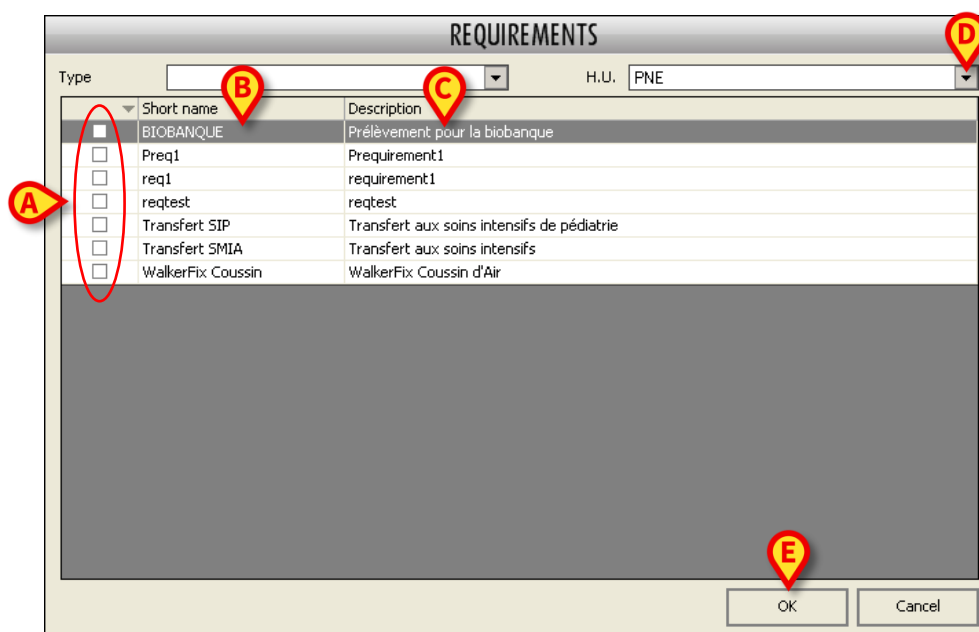 REQUIREMENTS
D
Type H.U. PNE
B C
Short name Description
BIOBANQUE Prélèvement pour la biobanque
Preq1 Prequirement1
req1 requirement1
A
reqtest reqtest
Transfert SIP Transfert aux soins intensifs de pédiatrie
Transfert SMIA Transfert aux soins intensifs
WalkerFix Coussin WalkerFix Coussin d'Air
E
OK Cancel